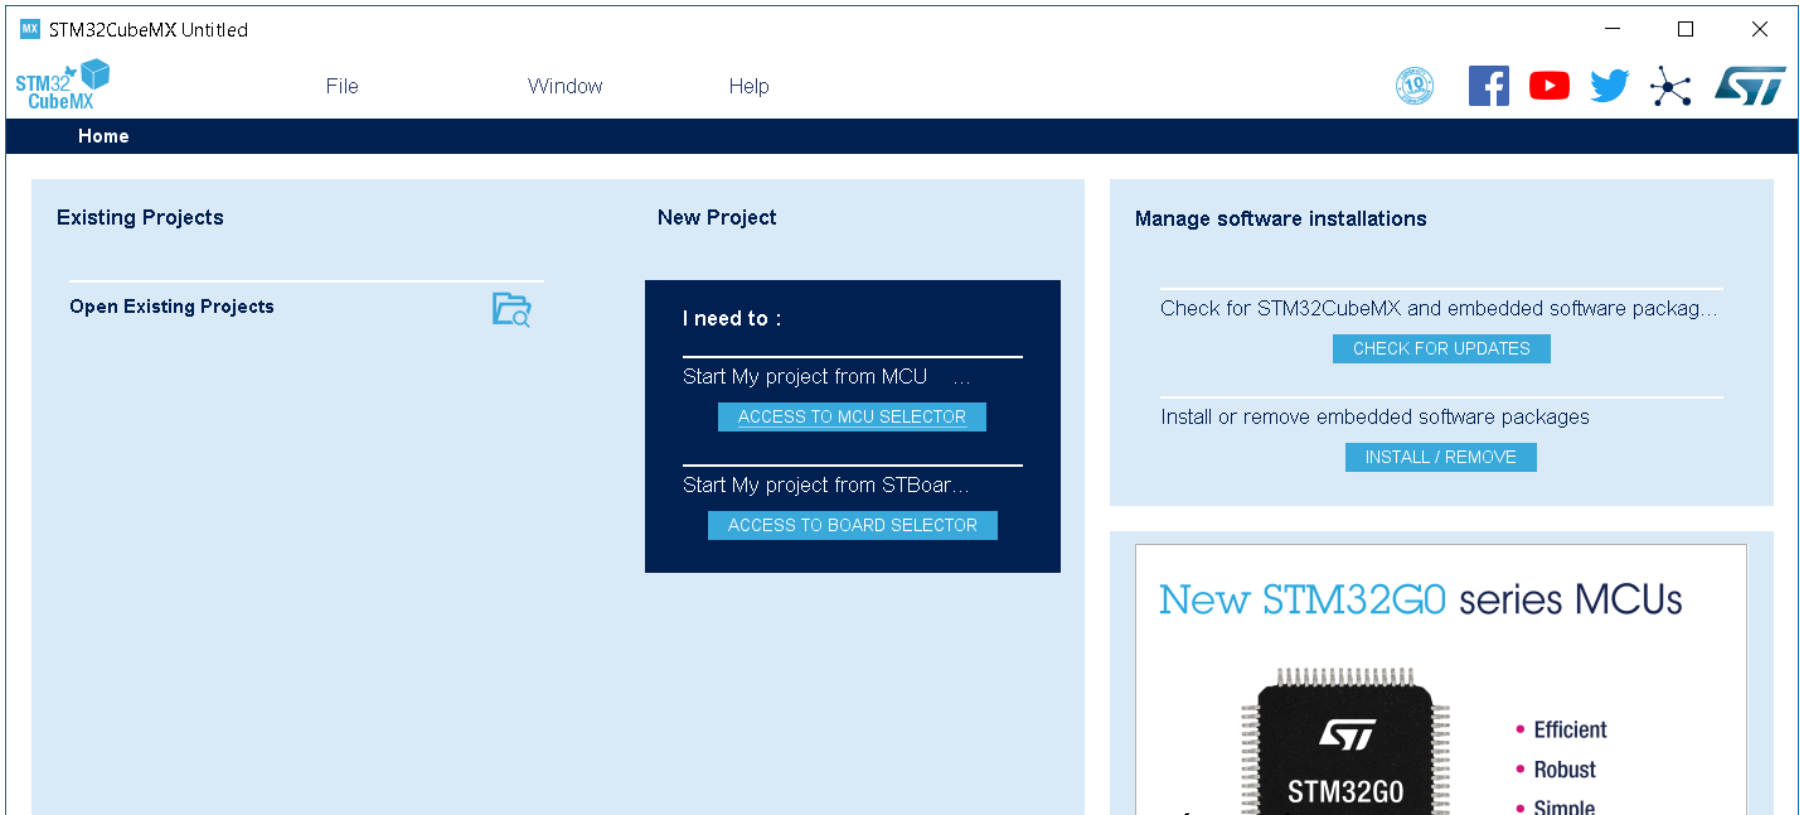 MX STM32CubeMX Untitled
STM32
CubeMX
File
Window
Help
10
Home
Existing Projects
Open Existing Projects
New Project
I need to :
Start My project from MCU ...
ACCESS TO MCU SELECTOR
Start My project from STBoar...
ACCESS TO BOARD SELECTOR
Manage software installations
Check for STM32CubeMX and embedded software packag...
CHECK FOR UPDATES
Install or remove embedded software packages
INSTALL / REMOVE
New STM32G0 series MCUs
ST
STM32G0
• Efficient
• Robust
• Simple